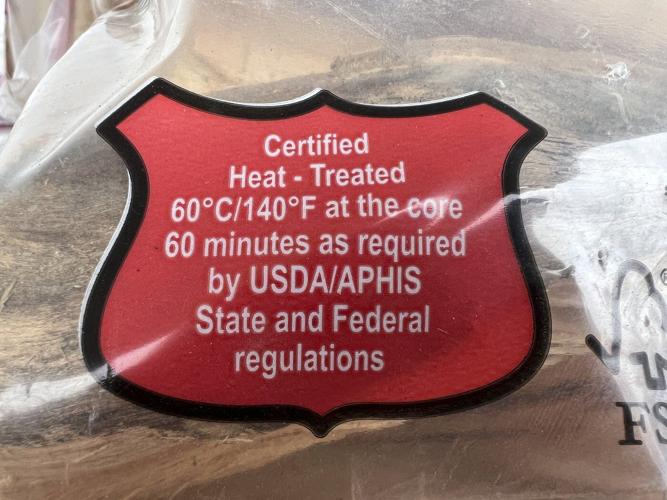 Certified
Heat - Treated
60°C/140°F at the core
60 minutes as required
by USDA/APHIS
State and Federal
regulations
FS